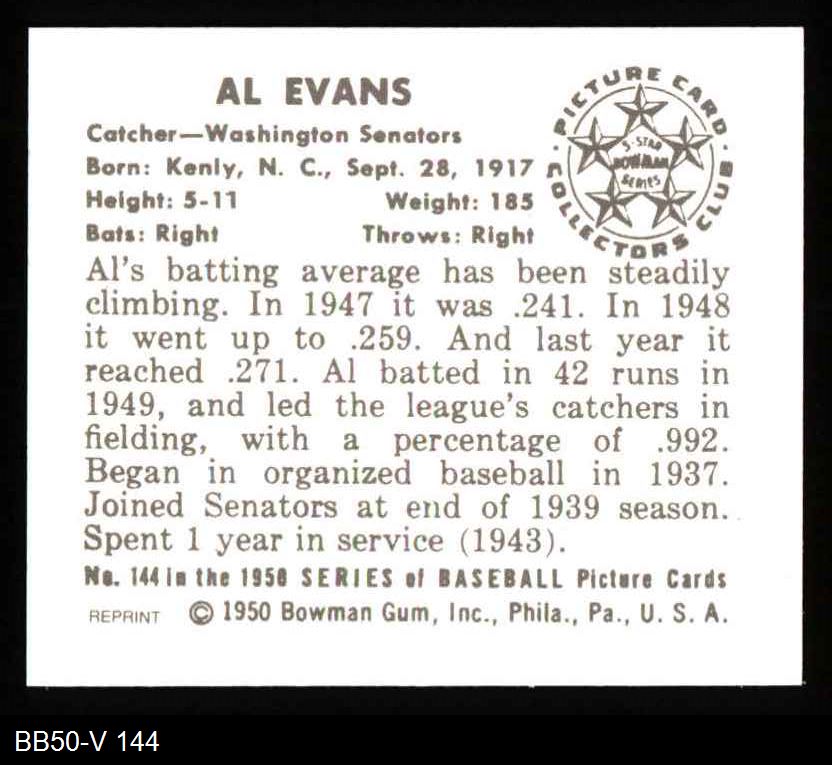 AL EVANS
Catcher—Washington Senators
Born: Kenly, N. C., Sept. 28, 1917
Height: 5-11 Weight: 185
Bats: Right Throws: Right
PICTURE CARD
COLLECTORS CLUB
5-STAR
BOWMAN
SERIES
Al's batting average has been steadily
climbing. In 1947 it was .241. In 1948
it went up to .259. And last year it
reached .271. Al batted in 42 runs in
1949, and led the league's catchers in
fielding, with a percentage of .992.
Began in organized baseball in 1937.
Joined Senators at end of 1939 season.
Spent 1 year in service (1943).
No. 144 in the 1950 SERIES of BASEBALL Picture Cards
REPRINT © 1950 Bowman Gum, Inc., Phila., Pa., U. S. A.
BB50-V 144